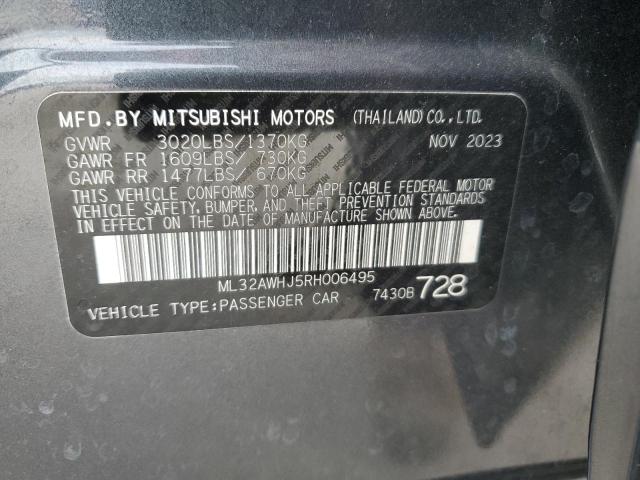 MFD. BY MITSUBISHI MOTORS (THAILAND) CO., LTD.
GVWR 3020LBS/1370KG NOV 2023
GAWR FR 1609LBS/ 730KG
GAWR RR 1477LBS/ 670KG
THIS VEHICLE CONFORMS TO ALL APPLICABLE FEDERAL MOTOR
VEHICLE SAFETY, BUMPER, AND THEFT PREVENTION STANDARDS
IN EFFECT ON THE DATE OF MANUFACTURE SHOWN ABOVE.
ML32AWHJ5RH006495
VEHICLE TYPE:PASSENGER CAR 7430B 728